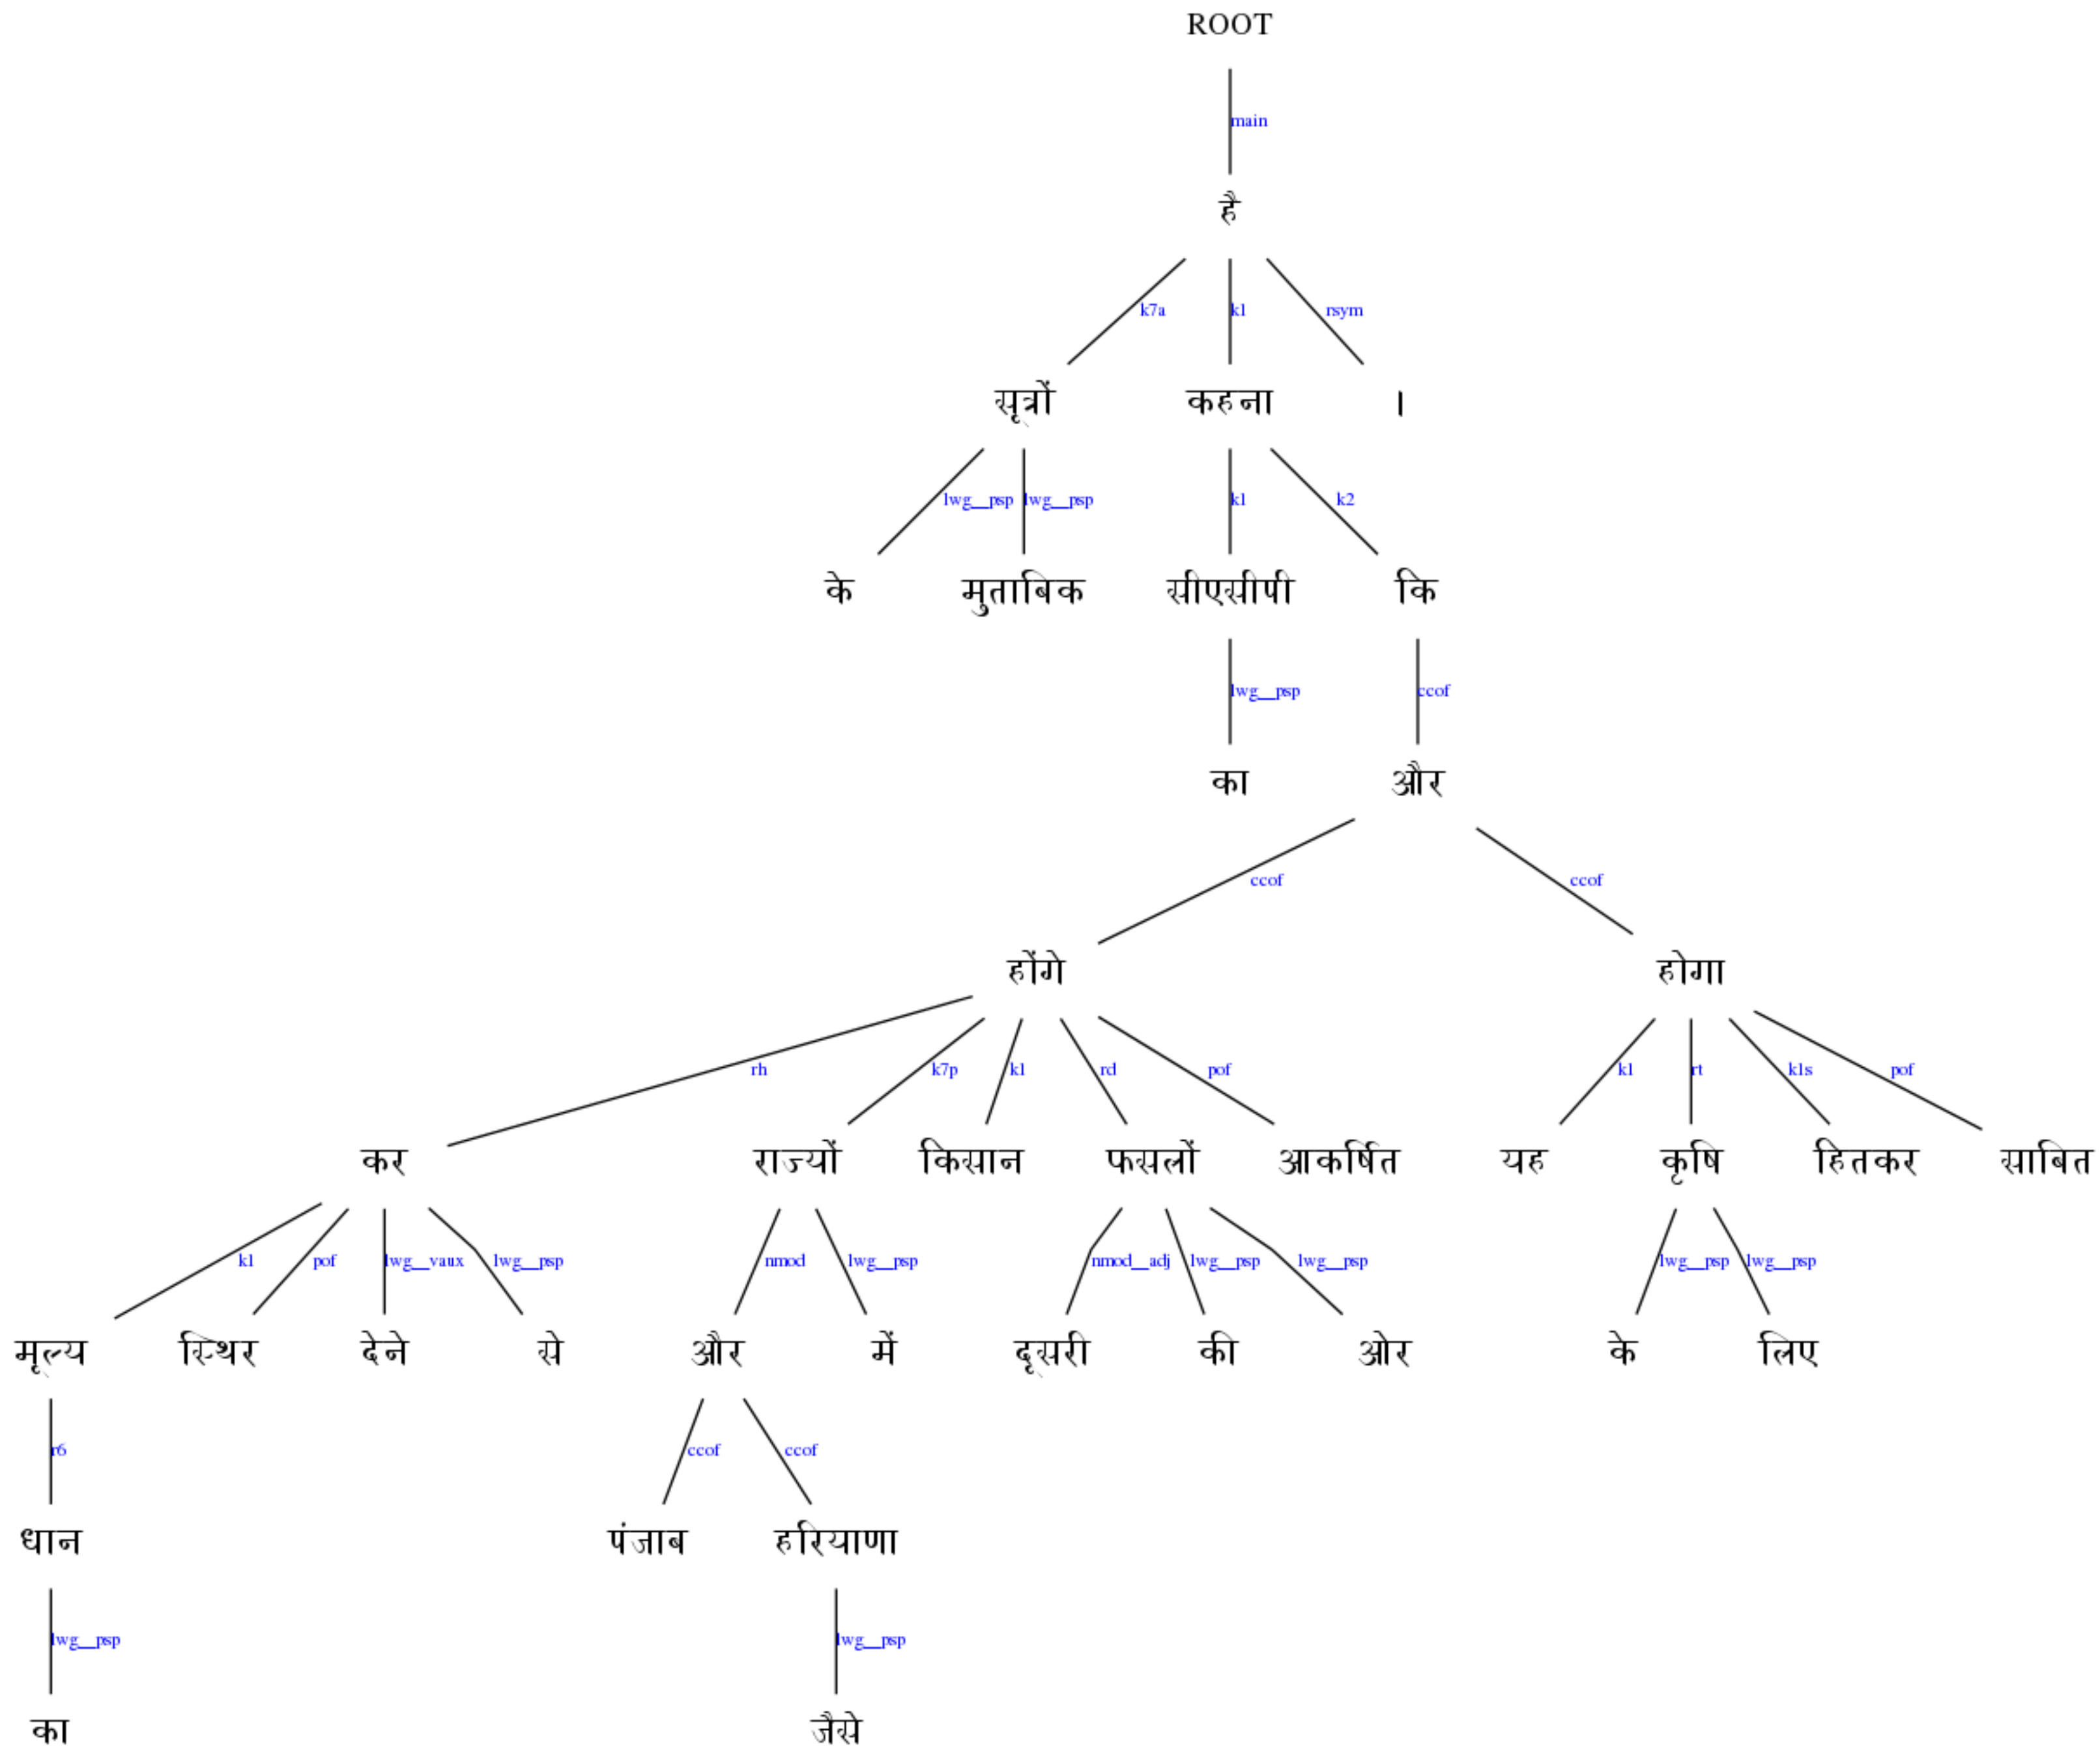 ROOT
main
है
k7a k1 rsym
सूत्रों कहना ।
lwg__psp lwg__psp k1 k2
के मुताबिक सीएसीपी कि
lwg__psp ccof
का और
ccof ccof
होंगे होगा
rh k7p k1 rd pof k1 rt k1s pof
कर राज्यों किसान फसलों आकर्षित यह कृषि हितकर साबित
k1 pof lwg__vaux lwg__psp nmod lwg__psp nmod__adj lwg__psp lwg__psp lwg__psp lwg__psp
मूल्य स्थिर देने से और में दूसरी की ओर के लिए
r6 ccof ccof
धान पंजाब हरियाणा
lwg__psp lwg__psp
का जैसे